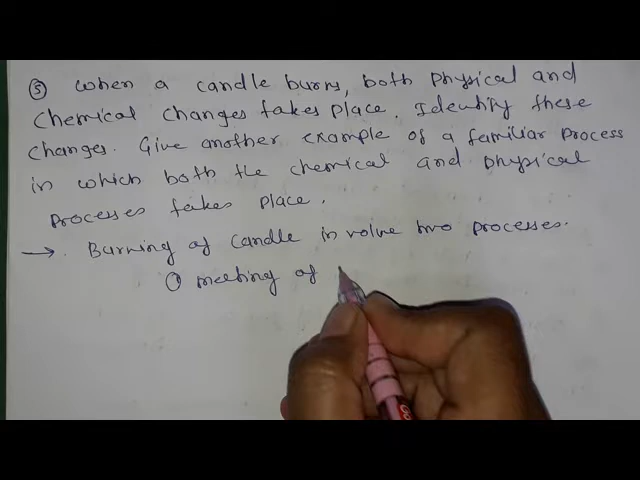 ⑤ When a candle burns, both physical and
chemical changes takes place. Identify these
changes. Give another example of a familiar process
in which both the chemical and physical
processes takes place.
→. Burning of candle involve two processes.
① melting of